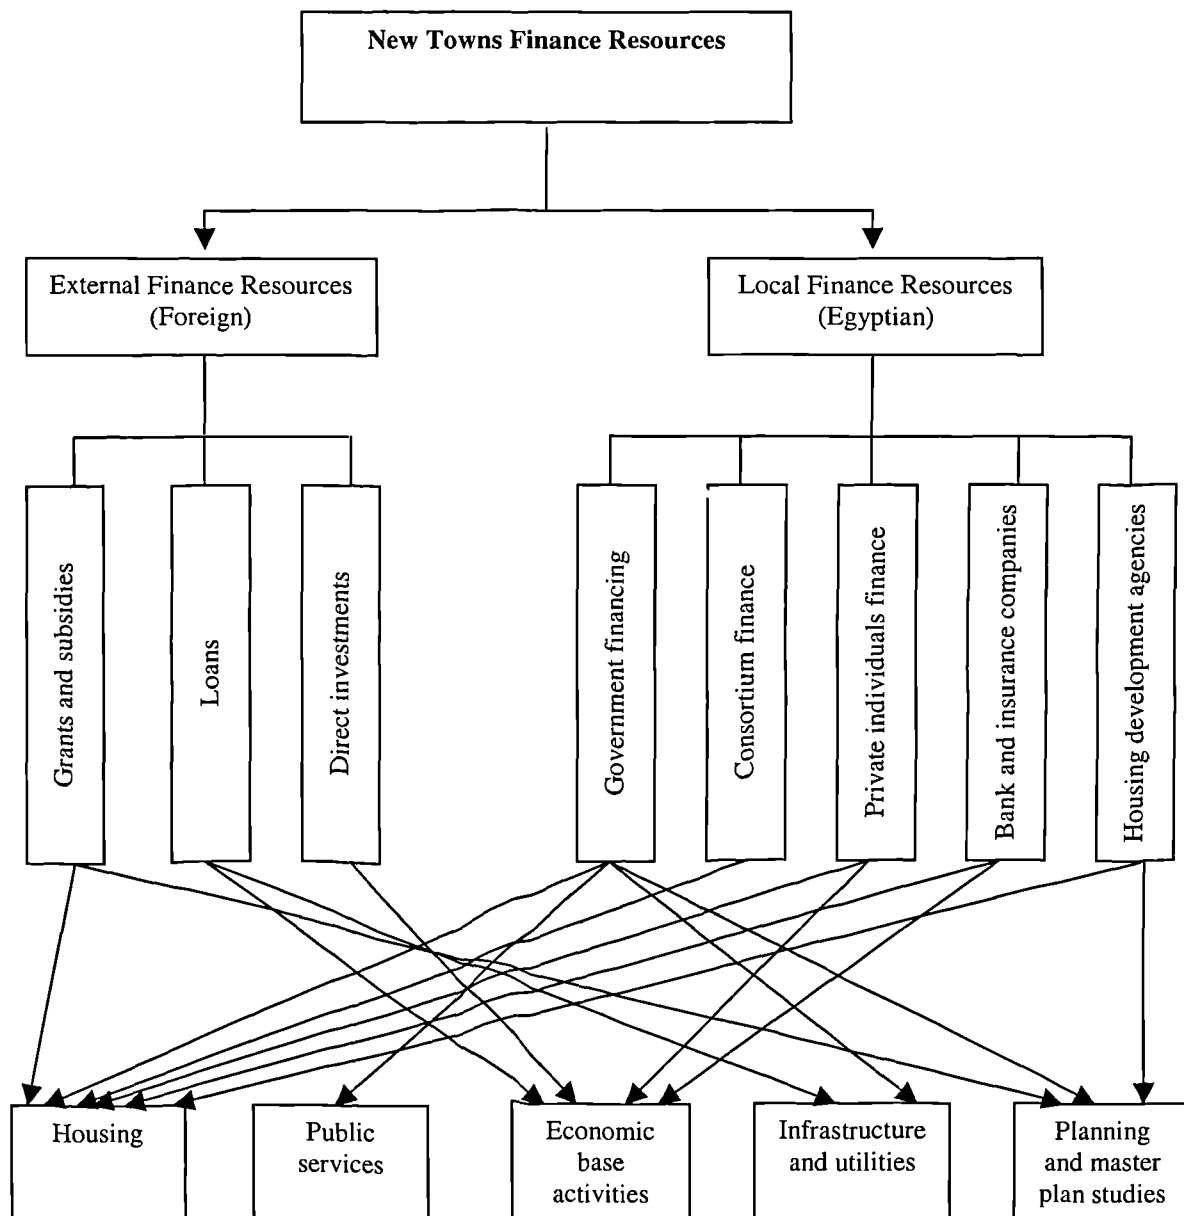 New Towns Finance Resources
External Finance Resources
(Foreign)
Local Finance Resources
(Egyptian)
Grants and subsidies
Loans
Direct investments
Government financing
Consortium finance
Private individuals finance
Bank and insurance companies
Housing development agencies
Housing
Public
services
Economic
base
activities
Infrastructure
and utilities
Planning
and master
plan studies